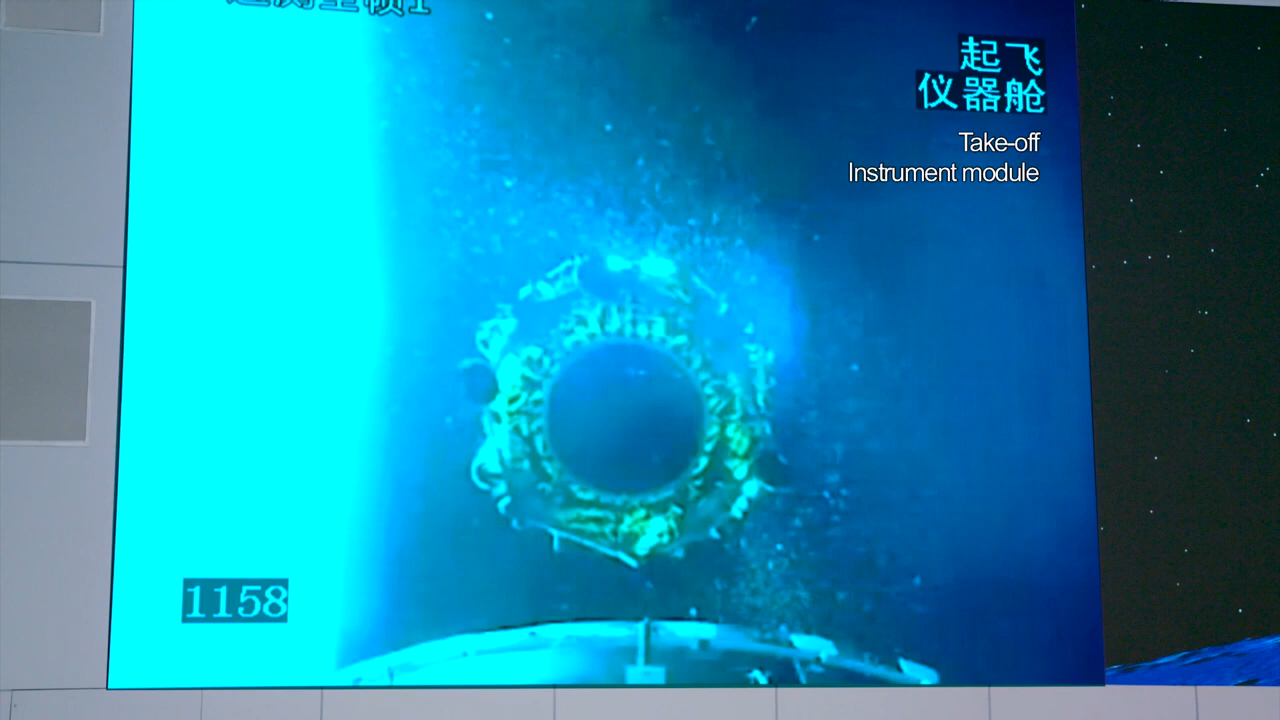 起飞
仪器舱
Take-off
Instrument module
1158